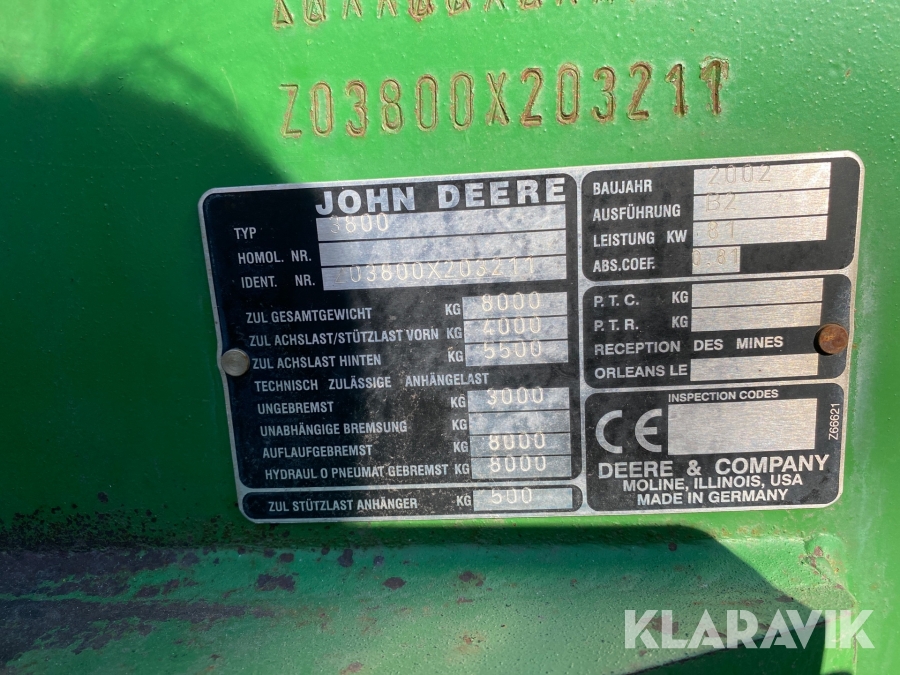 Z03800X203211
JOHN DEERE
TYP 3800
HOMOL. NR.
IDENT. NR. Z03800X203211
ZUL GESAMTGEWICHT KG 8000
ZUL ACHSLAST/STÜTZLAST VORN KG 4000
ZUL ACHSLAST HINTEN KG 5500
TECHNISCH ZULÄSSIGE ANHÄNGELAST
UNGEBREMST KG 3000
UNABHÄNGIGE BREMSUNG KG
AUFLAUFGEBREMST KG 8000
HYDRAUL O PNEUMAT GEBREMST KG 8000
ZUL STÜTZLAST ANHÄNGER KG 500
BAUJAHR 2002
AUSFÜHRUNG B2
LEISTUNG KW 81
ABS.COEF. 0.81
P.T.C. KG
P.T.R. KG
RECEPTION DES MINES
ORLEANS LE
INSPECTION CODES
CE
Z66621
DEERE & COMPANY
MOLINE, ILLINOIS, USA
MADE IN GERMANY
KLARAVIK